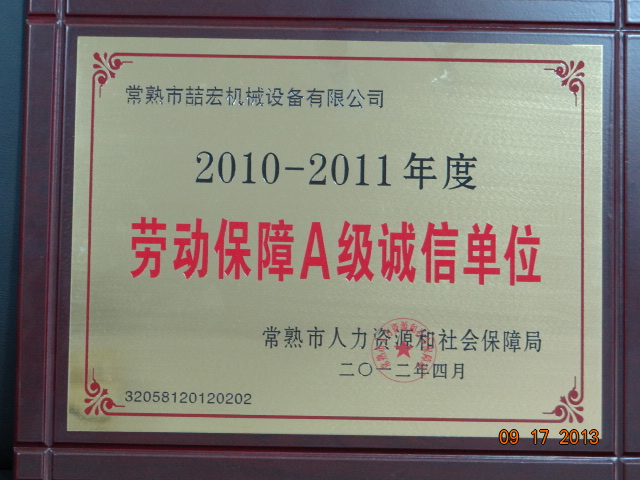 常熟市喆宏机械设备有限公司
2010-2011年度
劳动保障A级诚信单位
常熟市人力资源和社会保障局
二〇一二年四月
32058120120202
09 17 2013